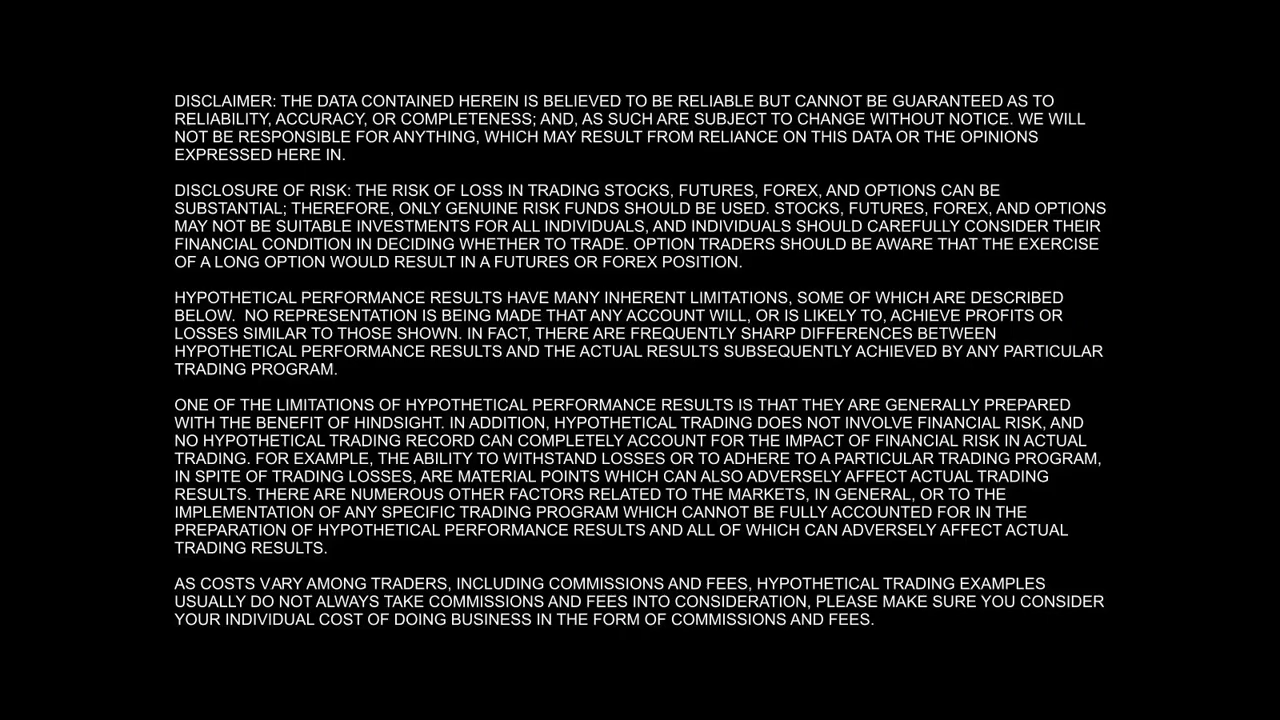 DISCLAIMER: THE DATA CONTAINED HEREIN IS BELIEVED TO BE RELIABLE BUT CANNOT BE GUARANTEED AS TO
RELIABILITY, ACCURACY, OR COMPLETENESS; AND, AS SUCH ARE SUBJECT TO CHANGE WITHOUT NOTICE. WE WILL
NOT BE RESPONSIBLE FOR ANYTHING, WHICH MAY RESULT FROM RELIANCE ON THIS DATA OR THE OPINIONS
EXPRESSED HERE IN.
DISCLOSURE OF RISK: THE RISK OF LOSS IN TRADING STOCKS, FUTURES, FOREX, AND OPTIONS CAN BE
SUBSTANTIAL; THEREFORE, ONLY GENUINE RISK FUNDS SHOULD BE USED. STOCKS, FUTURES, FOREX, AND OPTIONS
MAY NOT BE SUITABLE INVESTMENTS FOR ALL INDIVIDUALS, AND INDIVIDUALS SHOULD CAREFULLY CONSIDER THEIR
FINANCIAL CONDITION IN DECIDING WHETHER TO TRADE. OPTION TRADERS SHOULD BE AWARE THAT THE EXERCISE
OF A LONG OPTION WOULD RESULT IN A FUTURES OR FOREX POSITION.
HYPOTHETICAL PERFORMANCE RESULTS HAVE MANY INHERENT LIMITATIONS, SOME OF WHICH ARE DESCRIBED
BELOW.  NO REPRESENTATION IS BEING MADE THAT ANY ACCOUNT WILL, OR IS LIKELY TO, ACHIEVE PROFITS OR
LOSSES SIMILAR TO THOSE SHOWN. IN FACT, THERE ARE FREQUENTLY SHARP DIFFERENCES BETWEEN
HYPOTHETICAL PERFORMANCE RESULTS AND THE ACTUAL RESULTS SUBSEQUENTLY ACHIEVED BY ANY PARTICULAR
TRADING PROGRAM.
ONE OF THE LIMITATIONS OF HYPOTHETICAL PERFORMANCE RESULTS IS THAT THEY ARE GENERALLY PREPARED
WITH THE BENEFIT OF HINDSIGHT. IN ADDITION, HYPOTHETICAL TRADING DOES NOT INVOLVE FINANCIAL RISK, AND
NO HYPOTHETICAL TRADING RECORD CAN COMPLETELY ACCOUNT FOR THE IMPACT OF FINANCIAL RISK IN ACTUAL
TRADING. FOR EXAMPLE, THE ABILITY TO WITHSTAND LOSSES OR TO ADHERE TO A PARTICULAR TRADING PROGRAM,
IN SPITE OF TRADING LOSSES, ARE MATERIAL POINTS WHICH CAN ALSO ADVERSELY AFFECT ACTUAL TRADING
RESULTS. THERE ARE NUMEROUS OTHER FACTORS RELATED TO THE MARKETS, IN GENERAL, OR TO THE
IMPLEMENTATION OF ANY SPECIFIC TRADING PROGRAM WHICH CANNOT BE FULLY ACCOUNTED FOR IN THE
PREPARATION OF HYPOTHETICAL PERFORMANCE RESULTS AND ALL OF WHICH CAN ADVERSELY AFFECT ACTUAL
TRADING RESULTS.
AS COSTS VARY AMONG TRADERS, INCLUDING COMMISSIONS AND FEES, HYPOTHETICAL TRADING EXAMPLES
USUALLY DO NOT ALWAYS TAKE COMMISSIONS AND FEES INTO CONSIDERATION, PLEASE MAKE SURE YOU CONSIDER
YOUR INDIVIDUAL COST OF DOING BUSINESS IN THE FORM OF COMMISSIONS AND FEES.